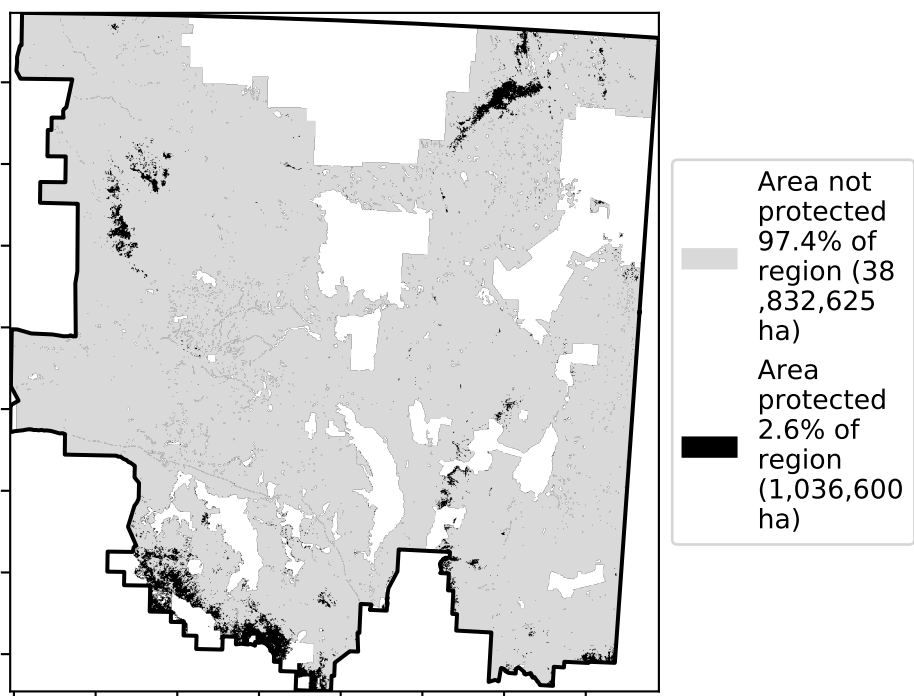 Area not
protected
97.4% of
region (38
,832,625
ha)
Area
protected
2.6% of
region
(1,036,600
ha)